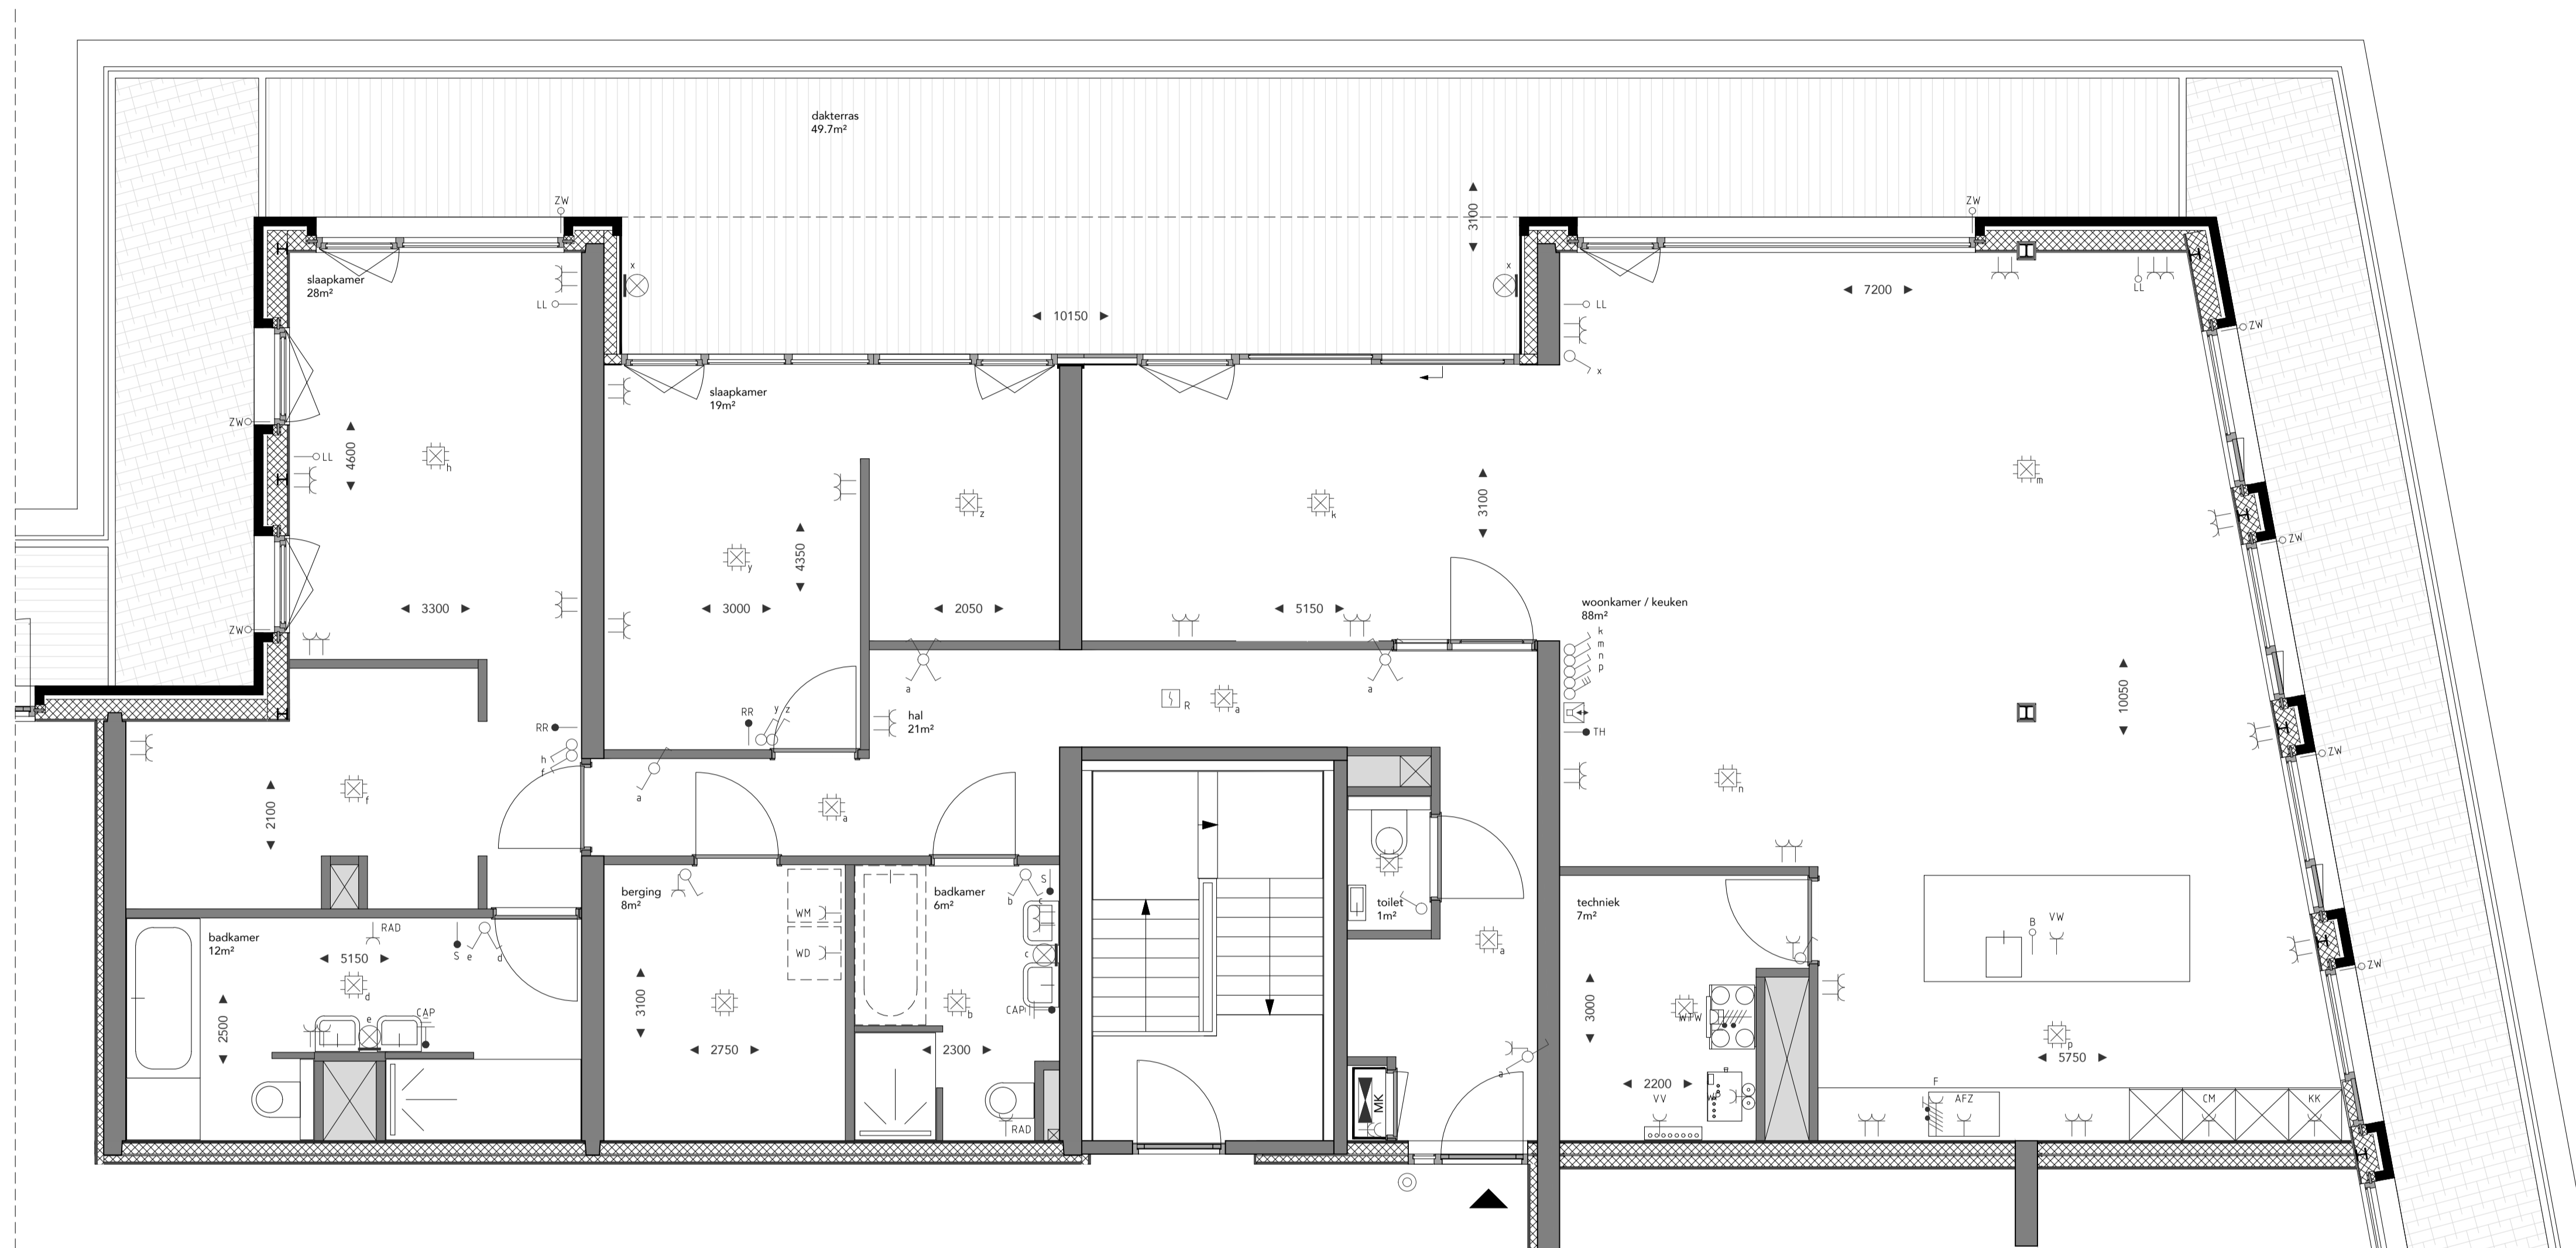 dakterras
49.7m²
ZW
ZW
3100
x
x
slaapkamer
28m²
LL
7200
LL
LL
10150
ZW
x
slaapkamer
19m²
ZW
4600
LL
h
3100
m
z
k
ZW
4350
y
3300
3000
2050
5150
woonkamer / keuken
88m²
ZW
k
m
n
p
a
a
10050
R
a
hal
21m²
RR
RR
y z
TH
ZW
h
f
f
a
n
2100
a
berging
8m²
badkamer
6m²
S
b
c
toilet
1m²
techniek
7m²
WM
B
VW
RAD
badkamer
12m²
S
e
d
WD
c
a
ZW
5150
d
3100
b
CAP
3000
WTW
2500
e
CAP
p
5750
2750
2300
a
2200
VV
F
AFZ
CM
KK
MK
RAD